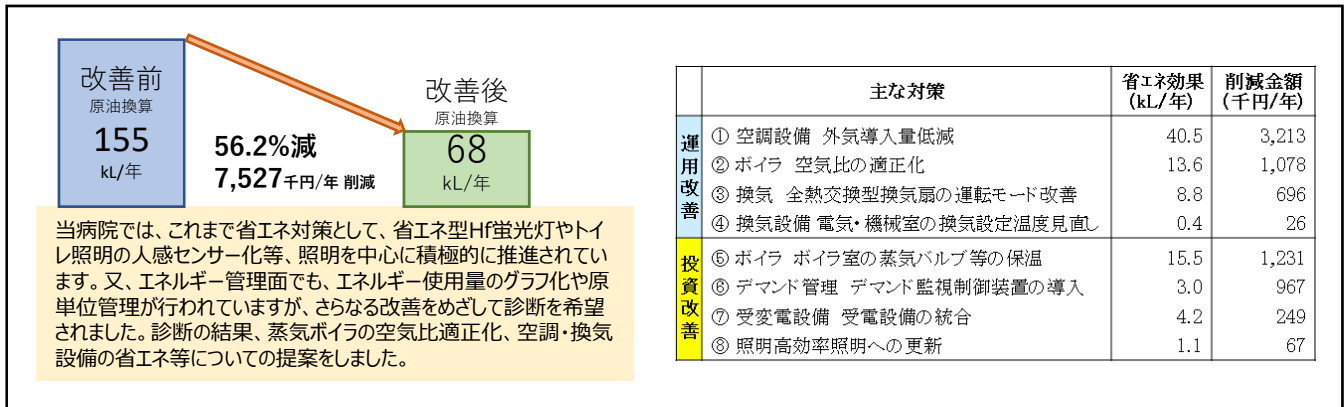 改善前
原油換算
155
kL/年
56.2%減
7,527千円/年 削減
改善後
原油換算
68
kL/年
当病院では、これまで省エネ対策として、省エネ型Hf蛍光灯やトイ
レ照明の人感センサー化等、照明を中心に積極的に推進されてい
ます。又、エネルギー管理面でも、エネルギー使用量のグラフ化や原
単位管理が行われていますが、さらなる改善をめざして診断を希望
されました。診断の結果、蒸気ボイラの空気比適正化、空調・換気
設備の省エネ等についての提案をしました。
主な対策 省エネ効果 (kL/年) 削減金額 (千円/年)
運用改善
① 空調設備 外気導入量低減 40.5 3,213
② ボイラ 空気比の適正化 13.6 1,078
③ 換気 全熱交換型換気扇の運転モード改善 8.8 696
④ 換気設備 電気・機械室の換気設定温度見直し 0.4 26
投資改善
⑤ ボイラ ボイラ室の蒸気バルブ等の保温 15.5 1,231
⑥ デマンド管理 デマンド監視制御装置の導入 3.0 967
⑦ 受変電設備 受電設備の統合 4.2 249
⑧ 照明高効率照明への更新 1.1 67